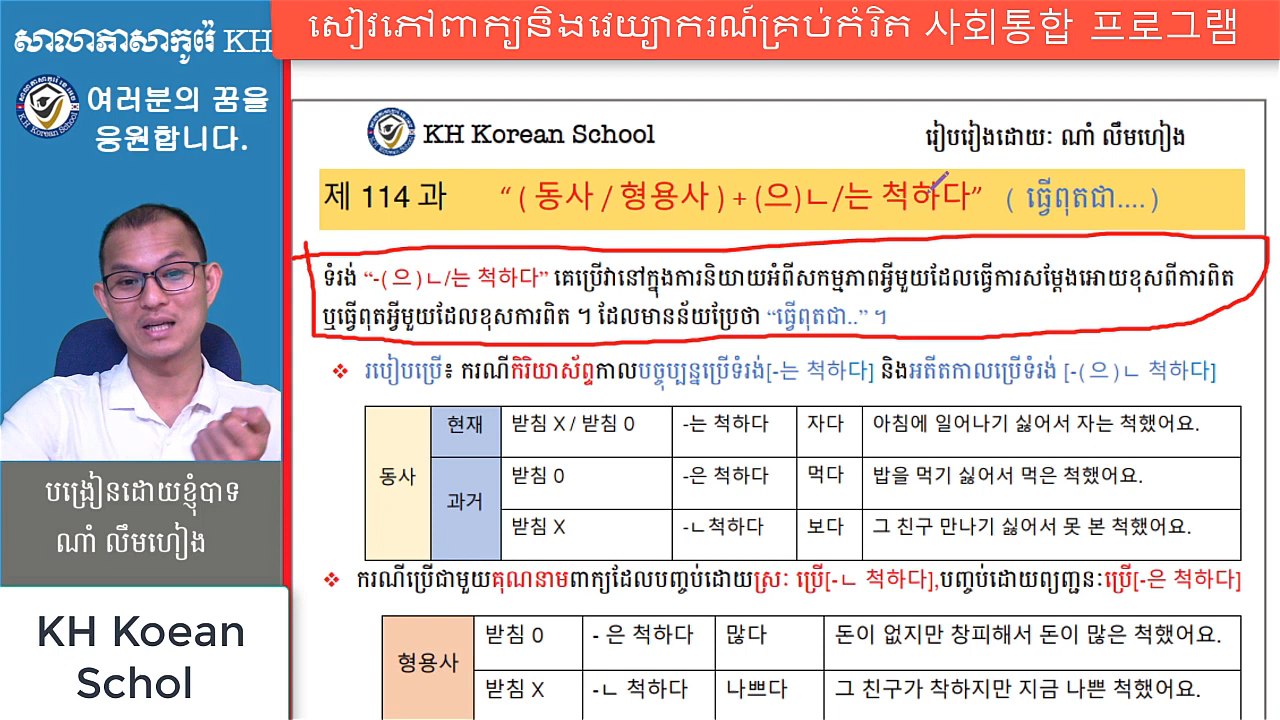 សាលាភាសាកូរ៉េ KH
여러분의 꿈을
응원합니다.
សៀវភៅពាក្យនិងវេយ្យាករណ៍គ្រប់កំរិត 사회통합 프로그램
KH Korean School
រៀបរៀងដោយៈ ណាំ លឹមហៀង
제 114 과 “ ( 동사 / 형용사 ) + (으)ㄴ/는 척하다” ( ធ្វើពុតជា.... )
ទំរង់ “-(으)ㄴ/는 척하다” គេប្រើវានៅក្នុងការនិយាយអំពីសកម្មភាពអ្វីមួយដែលធ្វើការសម្តែងអោយខុសពីការពិត
ឬធ្វើពុតអ្វីមួយដែលខុសការពិត ។ ដែលមានន័យប្រែថា “ធ្វើពុតជា..” ។
❖ របៀបប្រើ៖ ករណីកិរិយាស័ព្ទកាលបច្ចុប្បន្នប្រើទំរង់[-는 척하다] និងអតីតកាលប្រើទំរង់ [-(으)ㄴ 척하다]
동사 현재 받침 X / 받침 0 -는 척하다 자다 아침에 일어나기 싫어서 자는 척했어요.
과거 받침 0 -은 척하다 먹다 밥을 먹기 싫어서 먹은 척했어요.
받침 X -ㄴ척하다 보다 그 친구 만나기 싫어서 못 본 척했어요.
❖ ករណីប្រើជាមួយគុណនាមពាក្យដែលបញ្ចប់ដោយស្រៈ ប្រើ[-ㄴ 척하다],បញ្ចប់ដោយព្យញ្ជនៈប្រើ[-은 척하다]
형용사 받침 0 - 은 척하다 많다 돈이 없지만 창피해서 돈이 많은 척했어요.
받침 X -ㄴ 척하다 나쁘다 그 친구가 착하지만 지금 나쁜 척했어요.
បង្រៀនដោយខ្ញុំបាទ
ណាំ លឹមហៀង
KH Koean
Schol